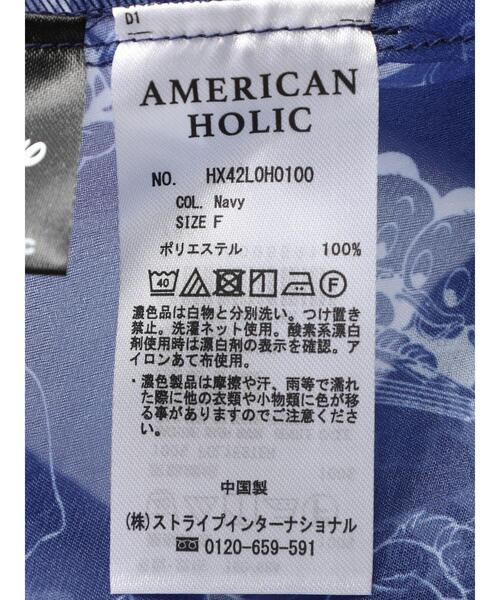 D1
AMERICAN
HOLIC
NO. HX42L0H0100
COL. Navy
SIZE F
ポリエステル 100%
40 F
濃色品は白物と分別洗い。つけ置き
禁止。洗濯ネット使用。酸素系漂白
剤使用時は漂白剤の表示を確認。ア
イロンあて布使用。
・濃色製品は摩擦や汗、雨等で濡れ
た際に他の衣類や小物類に色が移
る事がありますのでご注意くださ
い。
中国製
(株)ストライプインターナショナル
0120-659-591